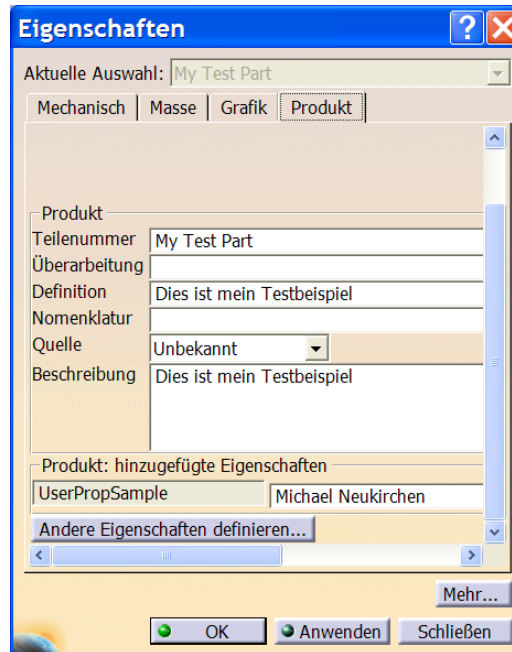 Eigenschaften
Aktuelle Auswahl: My Test Part
Mechanisch Masse Grafik Produkt
Produkt
Teilenummer My Test Part
Überarbeitung
Definition Dies ist mein Testbeispiel
Nomenklatur
Quelle Unbekannt
Beschreibung Dies ist mein Testbeispiel
Produkt: hinzugefügte Eigenschaften
UserPropSample Michael Neukirchen
Andere Eigenschaften definieren...
Mehr...
OK Anwenden Schließen